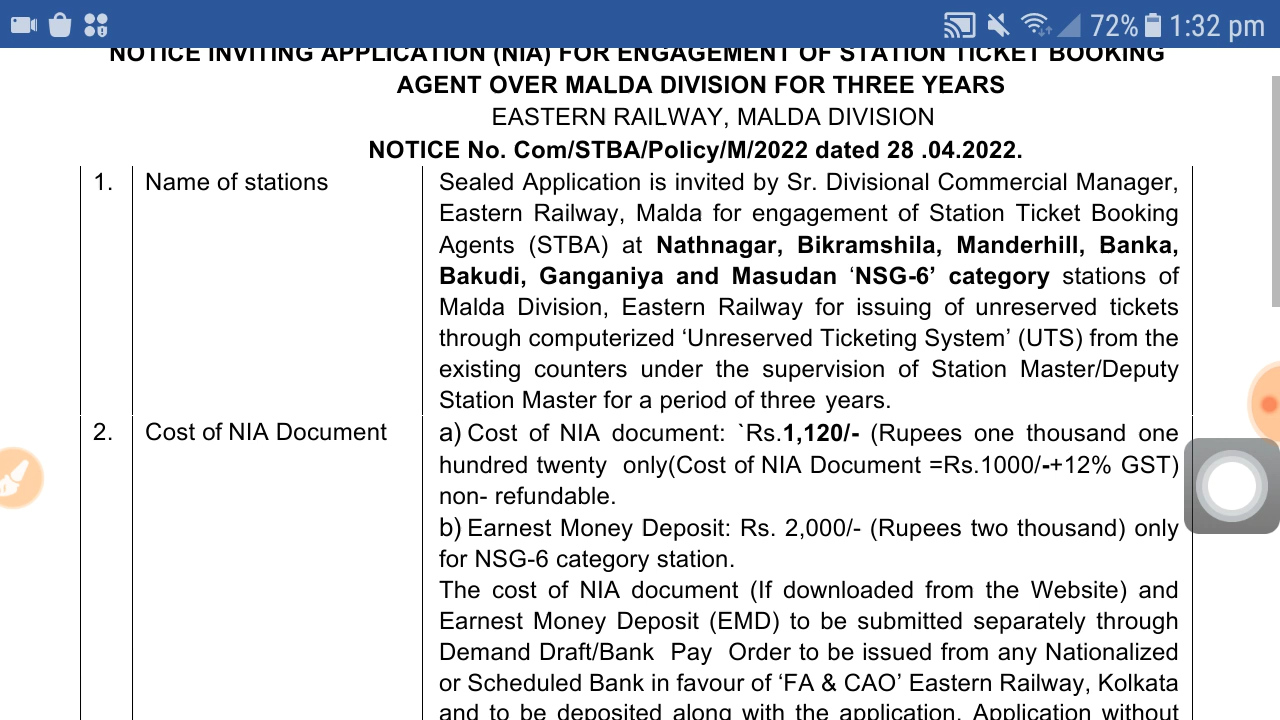 72% 1:32 pm
NOTICE INVITING APPLICATION (NIA) FOR ENGAGEMENT OF STATION TICKET BOOKING
AGENT OVER MALDA DIVISION FOR THREE YEARS
EASTERN RAILWAY, MALDA DIVISION
NOTICE No. Com/STBA/Policy/M/2022 dated 28 .04.2022.
1. Name of stations
Sealed Application is invited by Sr. Divisional Commercial Manager,
Eastern Railway, Malda for engagement of Station Ticket Booking
Agents (STBA) at Nathnagar, Bikramshila, Manderhill, Banka,
Bakudi, Ganganiya and Masudan ‘NSG-6’ category stations of
Malda Division, Eastern Railway for issuing of unreserved tickets
through computerized ‘Unreserved Ticketing System’ (UTS) from the
existing counters under the supervision of Station Master/Deputy
Station Master for a period of three years.
2. Cost of NIA Document
a) Cost of NIA document: `Rs.1,120/- (Rupees one thousand one
hundred twenty only(Cost of NIA Document =Rs.1000/-+12% GST)
non- refundable.
b) Earnest Money Deposit: Rs. 2,000/- (Rupees two thousand) only
for NSG-6 category station.
The cost of NIA document (If downloaded from the Website) and
Earnest Money Deposit (EMD) to be submitted separately through
Demand Draft/Bank Pay Order to be issued from any Nationalized
or Scheduled Bank in favour of ‘FA & CAO’ Eastern Railway, Kolkata
and to be deposited along with the application. Application without